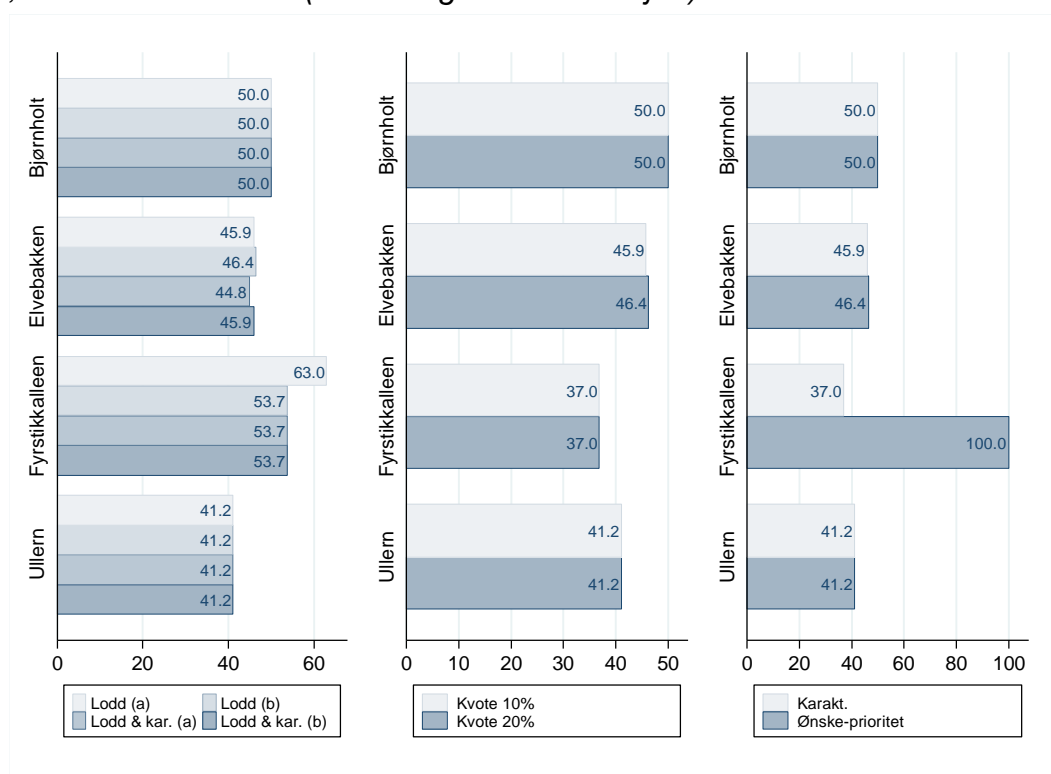 Bjørnholt
50.0
50.0
50.0
50.0
Elvebakken
45.9
46.4
44.8
45.9
Fyrstikkalleen
63.0
53.7
53.7
53.7
Ullern
41.2
41.2
41.2
41.2
0 20 40 60
Lodd (a) Lodd (b)
Lodd & kar. (a) Lodd & kar. (b)
Bjørnholt
50.0
50.0
Elvebakken
45.9
46.4
Fyrstikkalleen
37.0
37.0
Ullern
41.2
41.2
0 10 20 30 40 50
Kvote 10%
Kvote 20%
Bjørnholt
50.0
50.0
Elvebakken
45.9
46.4
Fyrstikkalleen
37.0
100.0
Ullern
41.2
41.2
0 20 40 60 80 100
Karakt.
Ønske-prioritet